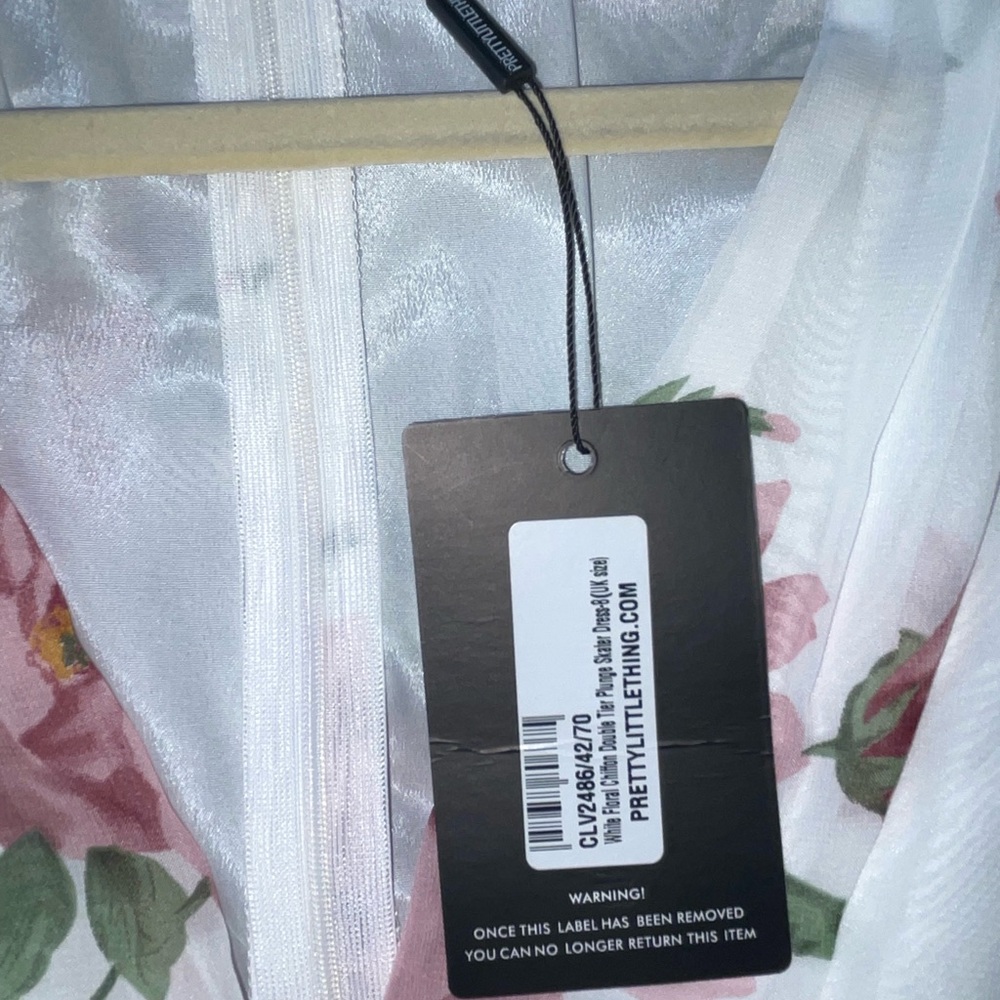 PRETTYLITTLETH
CLV2486/42/70
White Floral Chiffon Double Tier Plunge Skater Dress-8(UK size)
PRETTYLITTLETHING.COM
WARNING!
ONCE THIS LABEL HAS BEEN REMOVED
YOU CAN NO LONGER RETURN THIS ITEM